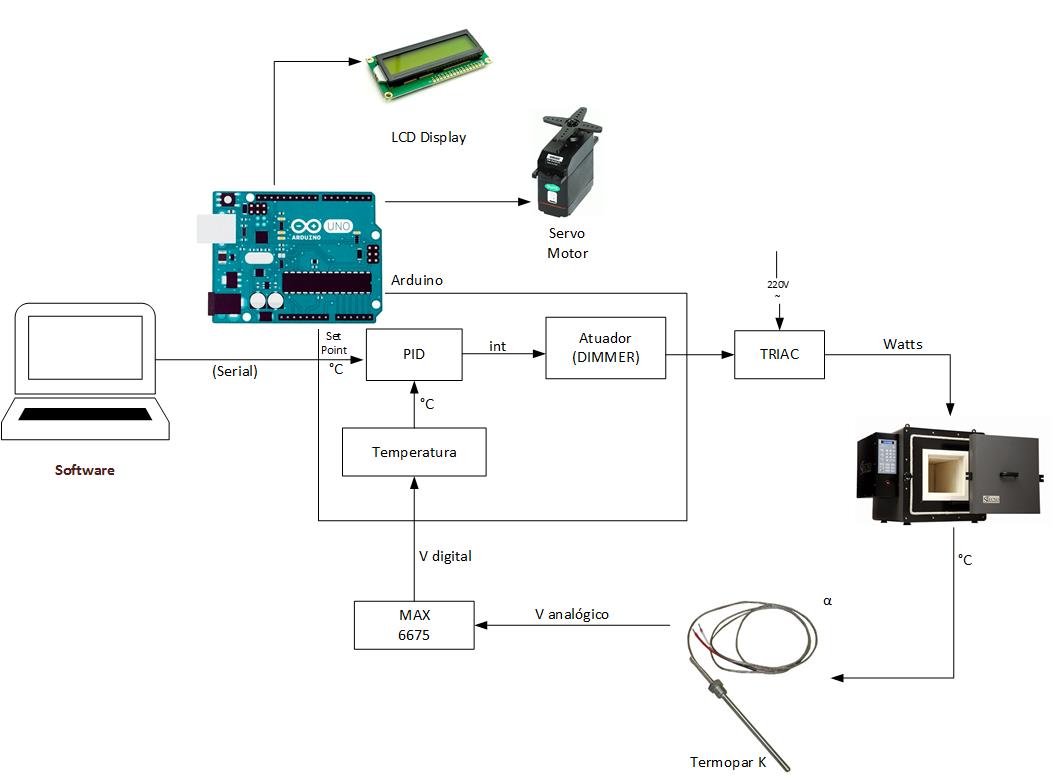 LCD Display
Servo
Motor
UNO
ARDUINO
Arduino
220V
~
Set
Point
°C
(Serial)
PID
int
Atuador
(DIMMER)
TRIAC
Watts
°C
Temperatura
Software
V digital
°C
MAX
6675
V analógico
α
Termopar K